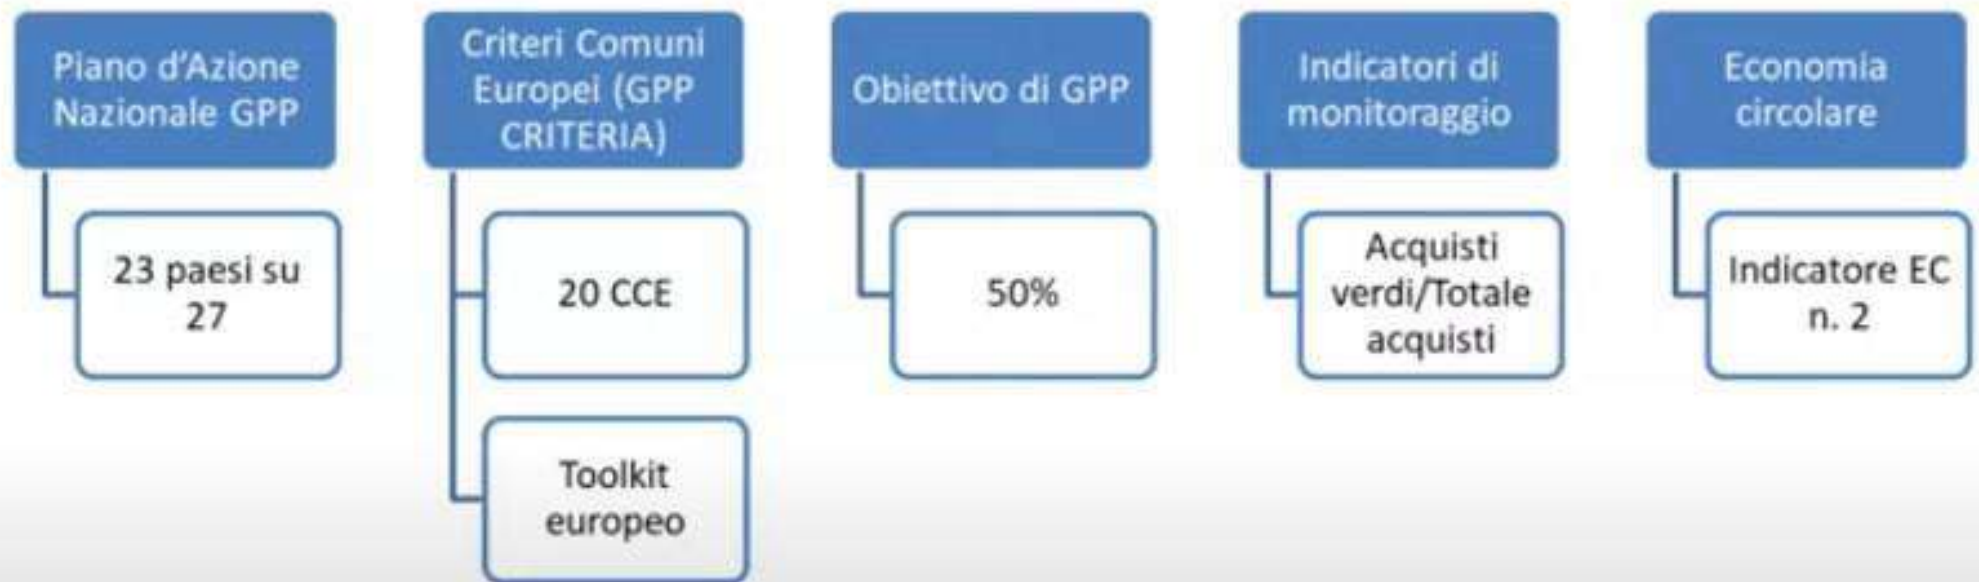 Piano d'Azione
Nazionale GPP
23 paesi su
27
Criteri Comuni
Europei (GPP
CRITERIA)
20 CCE
Toolkit
europeo
Obiettivo di GPP
50%
Indicatori di
monitoraggio
Acquisti
verdi/Totale
acquisti
Economia
circolare
Indicatore EC
n. 2